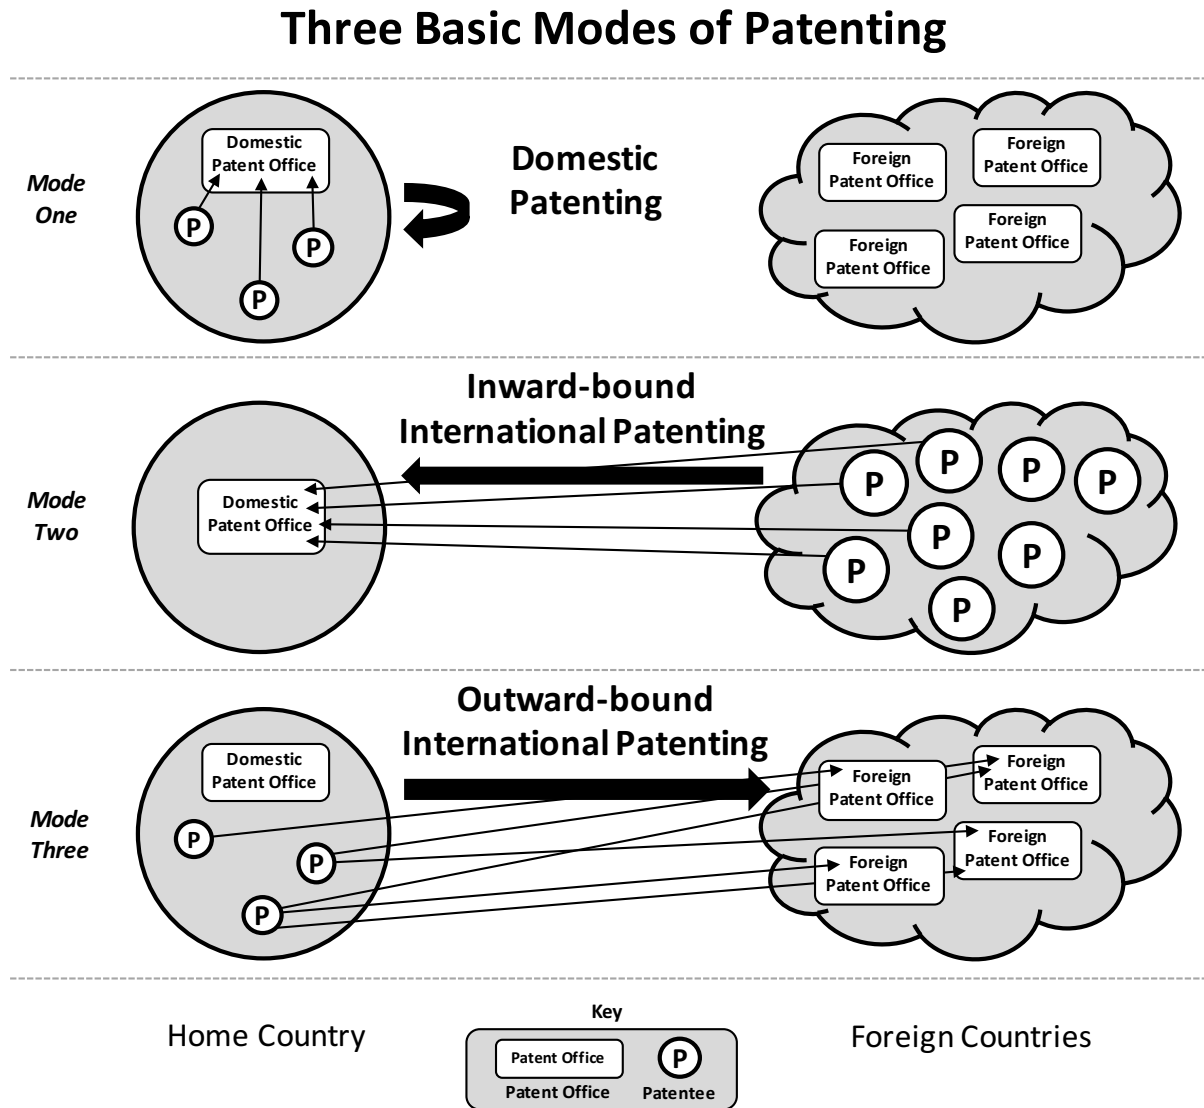 Three Basic Modes of Patenting
Mode
One
Domestic
Patent Office
P
P
P
Domestic
Patenting
Foreign
Patent Office
Foreign
Patent Office
Foreign
Patent Office
Foreign
Patent Office
Mode
Two
Domestic
Patent Office
Inward-bound
International Patenting
P
P
P
P
P
P
P
P
Mode
Three
Domestic
Patent Office
P
P
P
Outward-bound
International Patenting
Foreign
Patent Office
Foreign
Patent Office
Foreign
Patent Office
Foreign
Patent Office
Home Country
Key
Patent Office
P
Patent Office
Patentee
Foreign Countries